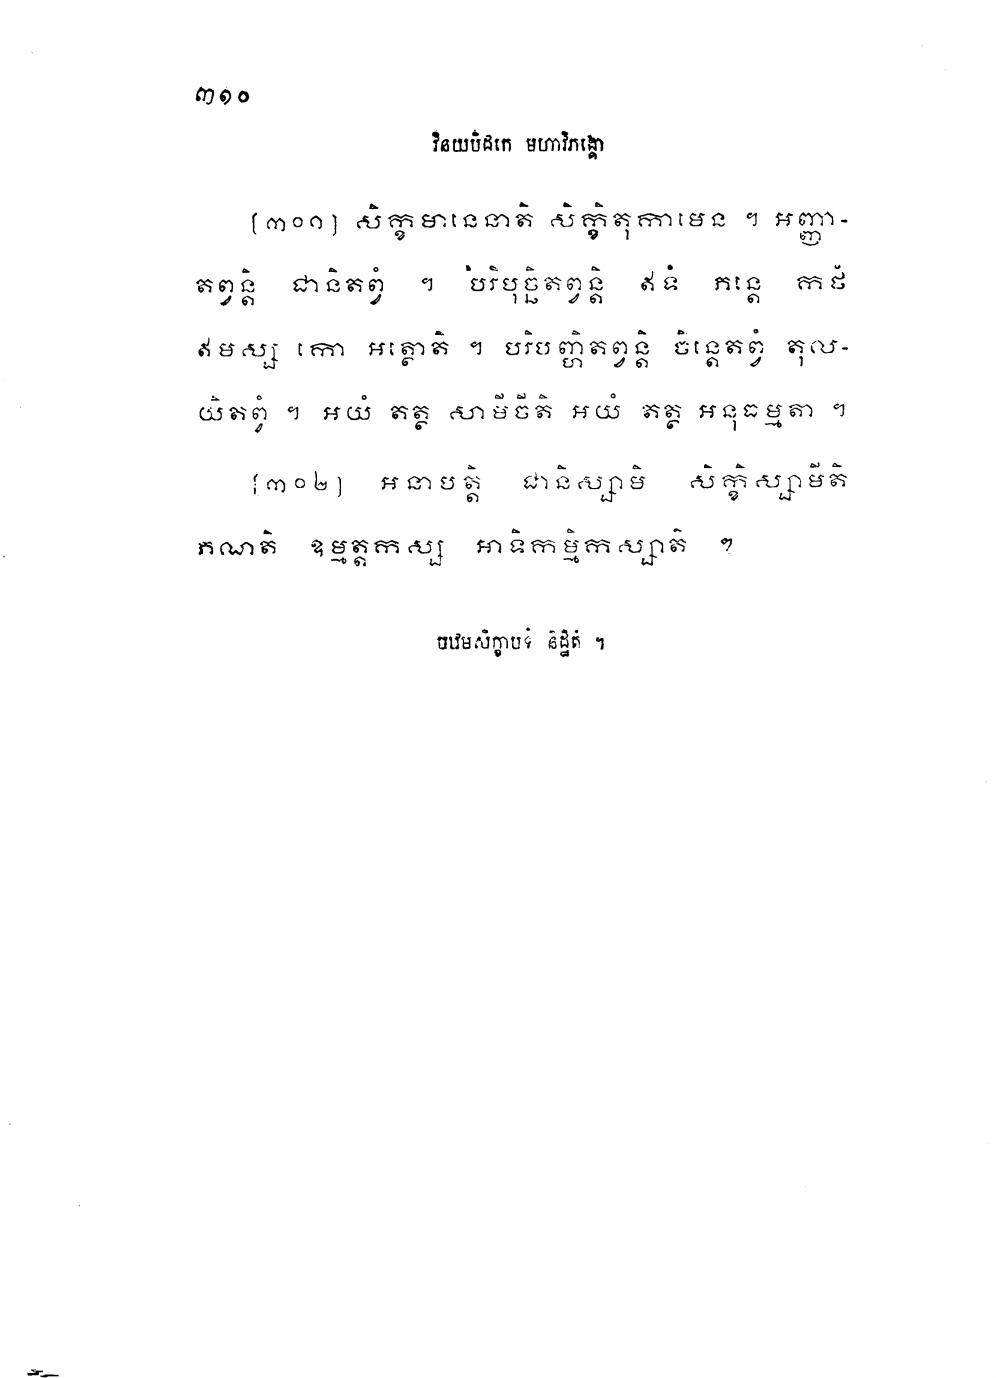 ៣១០
វិនយបិដកេ មហាវិភង្គោ
[៣០១] សិក្ខមានេនាតិ សិក្ខិតុកាមេន ។ អញ្ញា-
តព្វន្តិ ជានិតព្វំ ។ បរិបុច្ឆិតព្វន្តិ ឥទំ ភន្តេ កថំ
ឥមស្ស កោ អត្ថោតិ ។ បរិបញ្ហិតព្វន្តិ ចិន្តេតព្វំ តុល-
យិតព្វំ ។ អយំ តត្ថ សាមីចីតិ អយំ តត្ថ អនុធម្មតា ។
[៣០២] អនាបត្តិ ជានិស្សាមិ សិក្ខិស្សាមីតិ
ភណតិ ឧម្មត្តកស្ស អាទិកម្មិកស្សាតិ ។
បឋមសិក្ខាបទំ និដ្ឋិតំ ។